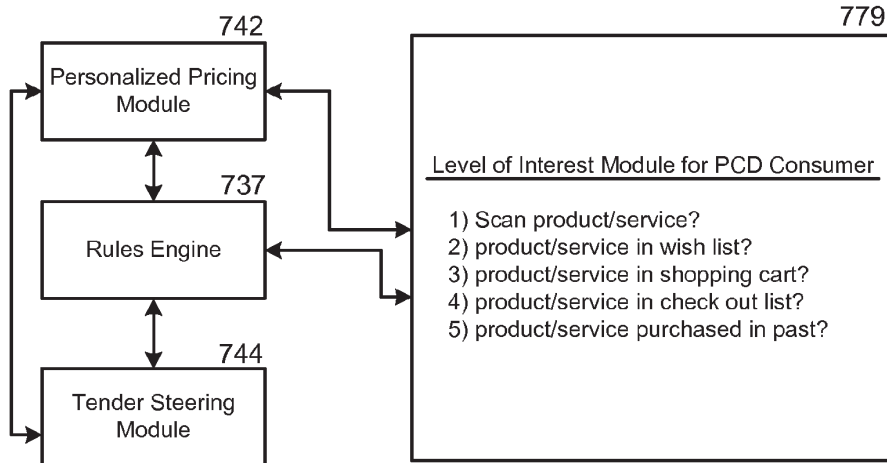 742
Personalized Pricing
Module
737
Rules Engine
744
Tender Steering
Module
779
Level of Interest Module for PCD Consumer
1) Scan product/service?
2) product/service in wish list?
3) product/service in shopping cart?
4) product/service in check out list?
5) product/service purchased in past?